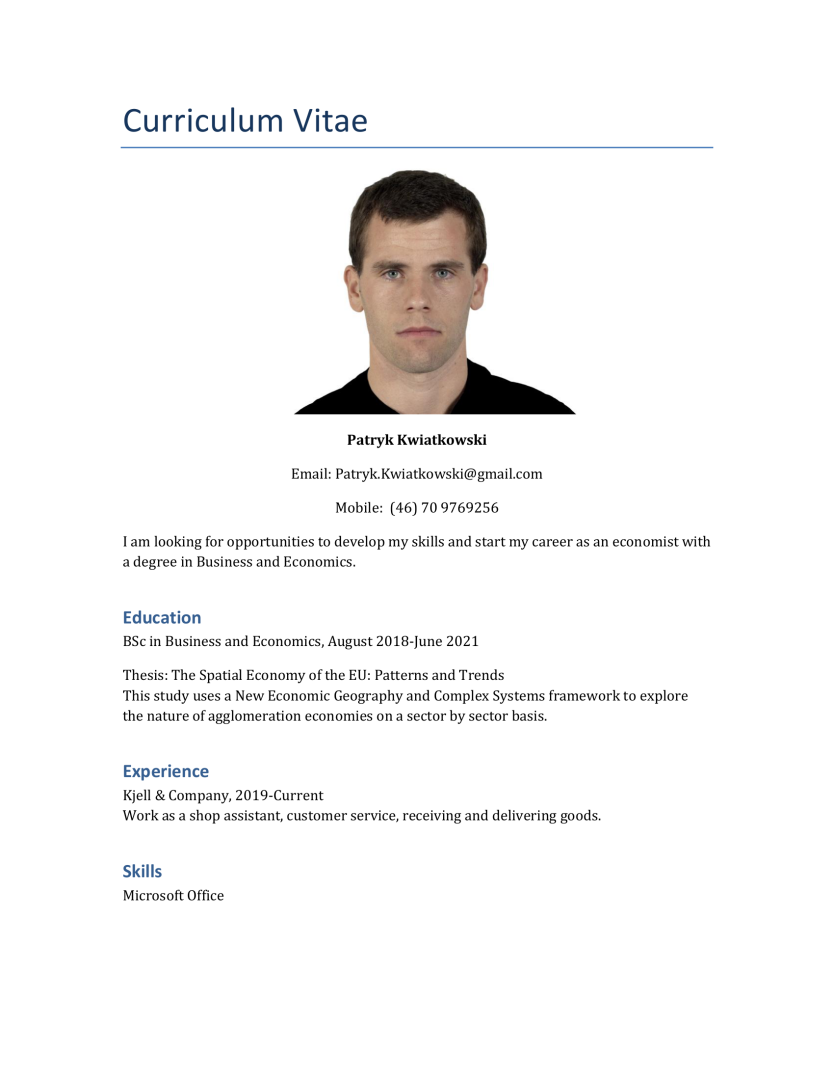 Curriculum Vitae
Patryk Kwiatkowski
Email: Patryk.Kwiatkowski@gmail.com
Mobile:  (46) 70 9769256
I am looking for opportunities to develop my skills and start my career as an economist with
a degree in Business and Economics.
Education
BSc in Business and Economics, August 2018-June 2021
Thesis: The Spatial Economy of the EU: Patterns and Trends
This study uses a New Economic Geography and Complex Systems framework to explore
the nature of agglomeration economies on a sector by sector basis.
Experience
Kjell & Company, 2019-Current
Work as a shop assistant, customer service, receiving and delivering goods.
Skills
Microsoft Office